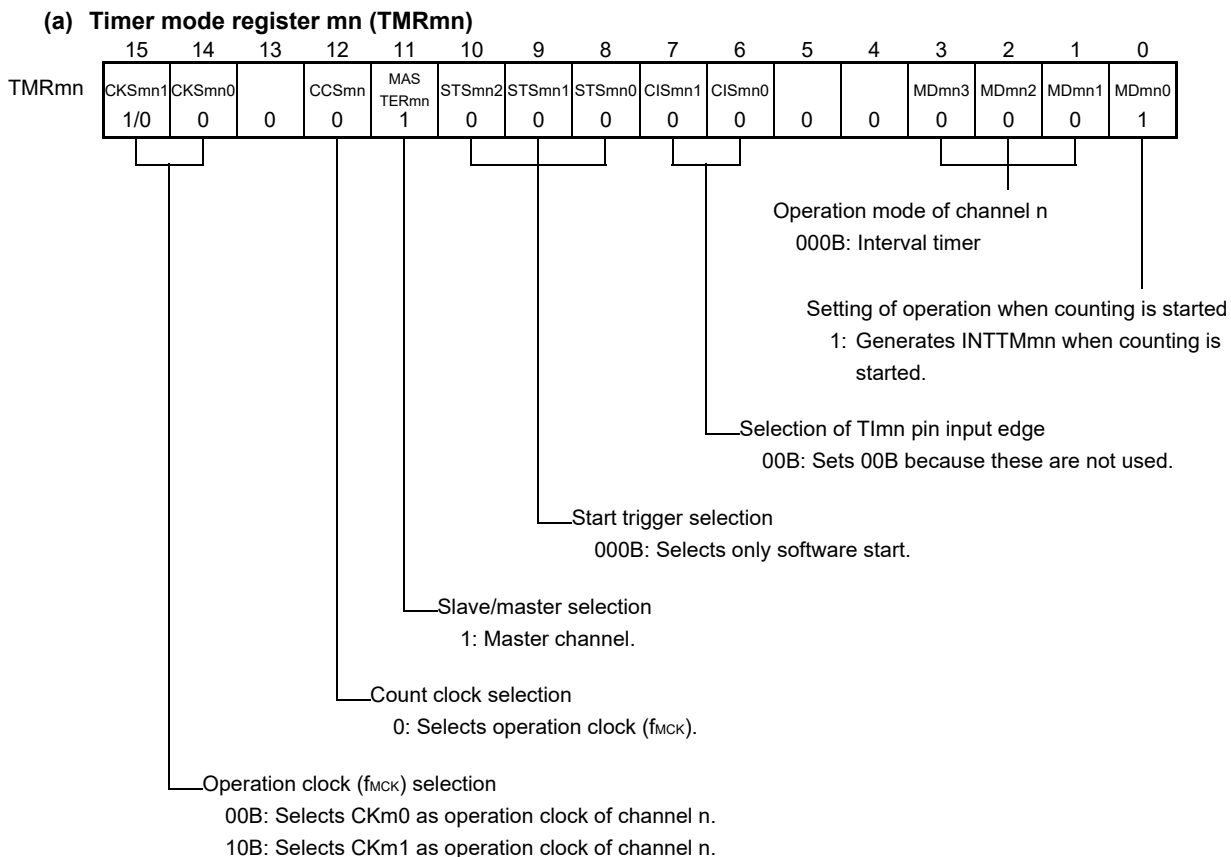 (a) Timer mode register mn (TMRmn)
15 14 13 12 11 10 9 8 7 6 5 4 3 2 1 0
TMRmn CKSmn1 CKSmn0 CCSmn MAS TERmn STSmn2 STSmn1 STSmn0 CISmn1 CISmn0 MDmn3 MDmn2 MDmn1 MDmn0
1/0 0 0 0 1 0 0 0 0 0 0 0 0 0 0 1
Operation mode of channel n
000B: Interval timer
Setting of operation when counting is started
1: Generates INTTMmn when counting is
started.
Selection of TImn pin input edge
00B: Sets 00B because these are not used.
Start trigger selection
000B: Selects only software start.
Slave/master selection
1: Master channel.
Count clock selection
0: Selects operation clock (fMCK).
Operation clock (fMCK) selection
00B: Selects CKm0 as operation clock of channel n.
10B: Selects CKm1 as operation clock of channel n.